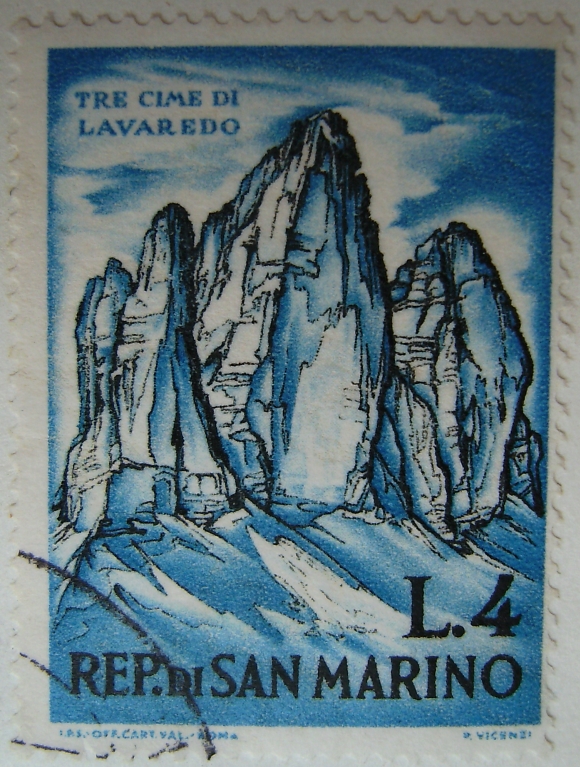 TRE CIME DI
LAVAREDO
L.4
REP. DI SAN MARINO
I.P.S.-OFF.CART.VAL.-ROMA P. VICENZI